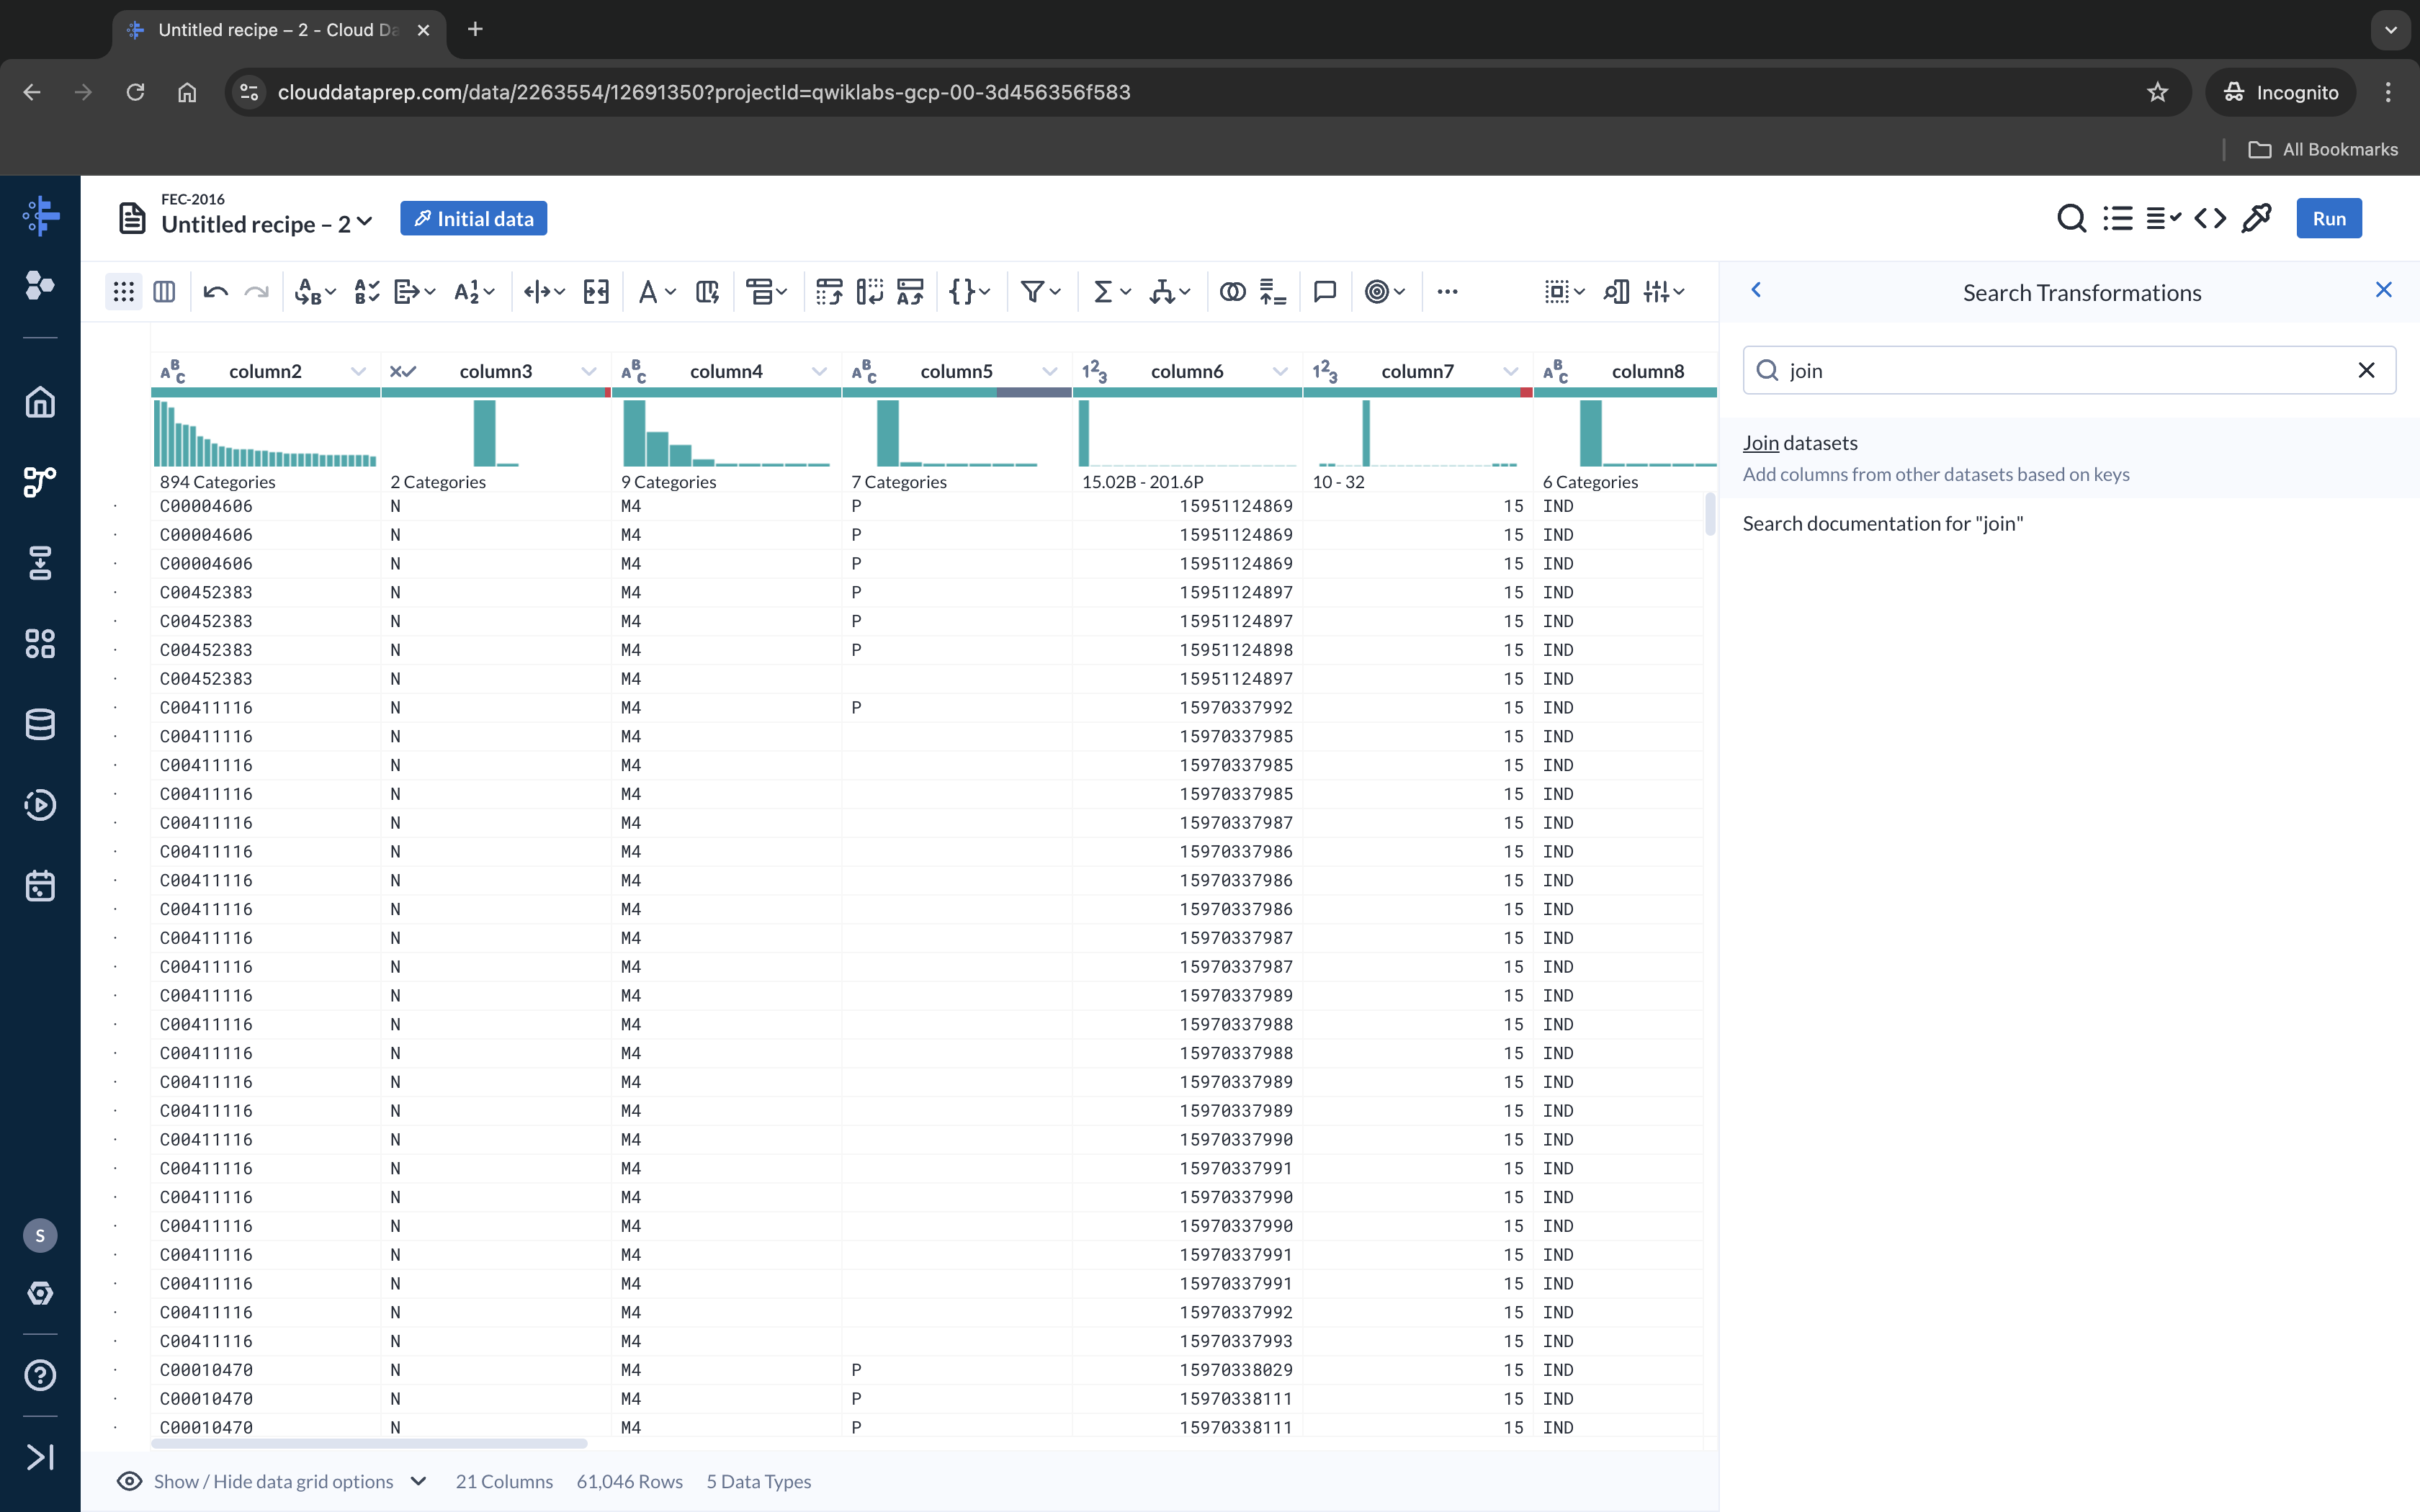 Untitled recipe – 2 - Cloud Da
clouddataprep.com/data/2263554/12691350?projectId=qwiklabs-gcp-00-3d456356f583
Incognito
All Bookmarks
FEC-2016
Untitled recipe – 2
Initial data
Run
Search Transformations
join
Join datasets
Add columns from other datasets based on keys
Search documentation for "join"
ABC column2 column3 ABC column4 ABC column5 123 column6 123 column7 ABC column8
894 Categories 2 Categories 9 Categories 7 Categories 15.02B - 201.6P 10 - 32 6 Categories
C00004606 N M4 P 15951124869 15 IND
C00004606 N M4 P 15951124869 15 IND
C00004606 N M4 P 15951124869 15 IND
C00452383 N M4 P 15951124897 15 IND
C00452383 N M4 P 15951124897 15 IND
C00452383 N M4 P 15951124898 15 IND
C00452383 N M4 15951124897 15 IND
C00411116 N M4 P 15970337992 15 IND
C00411116 N M4 15970337985 15 IND
C00411116 N M4 15970337985 15 IND
C00411116 N M4 15970337985 15 IND
C00411116 N M4 15970337987 15 IND
C00411116 N M4 15970337986 15 IND
C00411116 N M4 15970337986 15 IND
C00411116 N M4 15970337986 15 IND
C00411116 N M4 15970337987 15 IND
C00411116 N M4 15970337987 15 IND
C00411116 N M4 15970337989 15 IND
C00411116 N M4 15970337988 15 IND
C00411116 N M4 15970337988 15 IND
C00411116 N M4 15970337989 15 IND
C00411116 N M4 15970337989 15 IND
C00411116 N M4 15970337990 15 IND
C00411116 N M4 15970337991 15 IND
C00411116 N M4 15970337990 15 IND
C00411116 N M4 15970337990 15 IND
C00411116 N M4 15970337991 15 IND
C00411116 N M4 15970337991 15 IND
C00411116 N M4 15970337992 15 IND
C00411116 N M4 15970337993 15 IND
C00010470 N M4 P 15970338029 15 IND
C00010470 N M4 P 15970338111 15 IND
C00010470 N M4 P 15970338111 15 IND
S
Show / Hide data grid options 21 Columns 61,046 Rows 5 Data Types